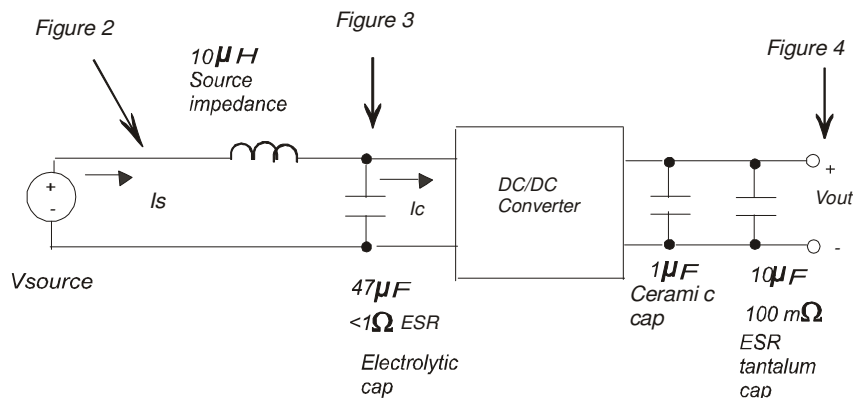 Figure 2
Figure 3
Figure 4
10µH
Source
impedance
+
-
Is
Ic
DC/DC
Converter
+
Vout
-
Vsource
47µF
<1Ω ESR
Electrolytic
cap
1µF
Cerami c
cap
10µF
100 mΩ
ESR
tantalum
cap